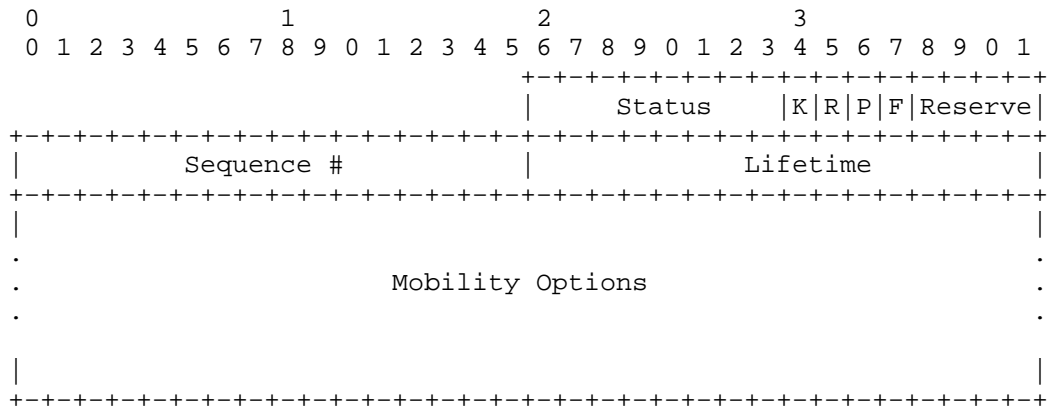 0                   1                   2                   3
 0 1 2 3 4 5 6 7 8 9 0 1 2 3 4 5 6 7 8 9 0 1 2 3 4 5 6 7 8 9 0 1
                                +-+-+-+-+-+-+-+-+-+-+-+-+-+-+-+-+
                                |     Status    |K|R|P|F|Reserve|
+-+-+-+-+-+-+-+-+-+-+-+-+-+-+-+-+-+-+-+-+-+-+-+-+-+-+-+-+-+-+-+-+
|          Sequence #           |             Lifetime          |
+-+-+-+-+-+-+-+-+-+-+-+-+-+-+-+-+-+-+-+-+-+-+-+-+-+-+-+-+-+-+-+-+
|                                                               |
.                                                               .
.                       Mobility Options                        .
.                                                               .
|                                                               |
+-+-+-+-+-+-+-+-+-+-+-+-+-+-+-+-+-+-+-+-+-+-+-+-+-+-+-+-+-+-+-+-+